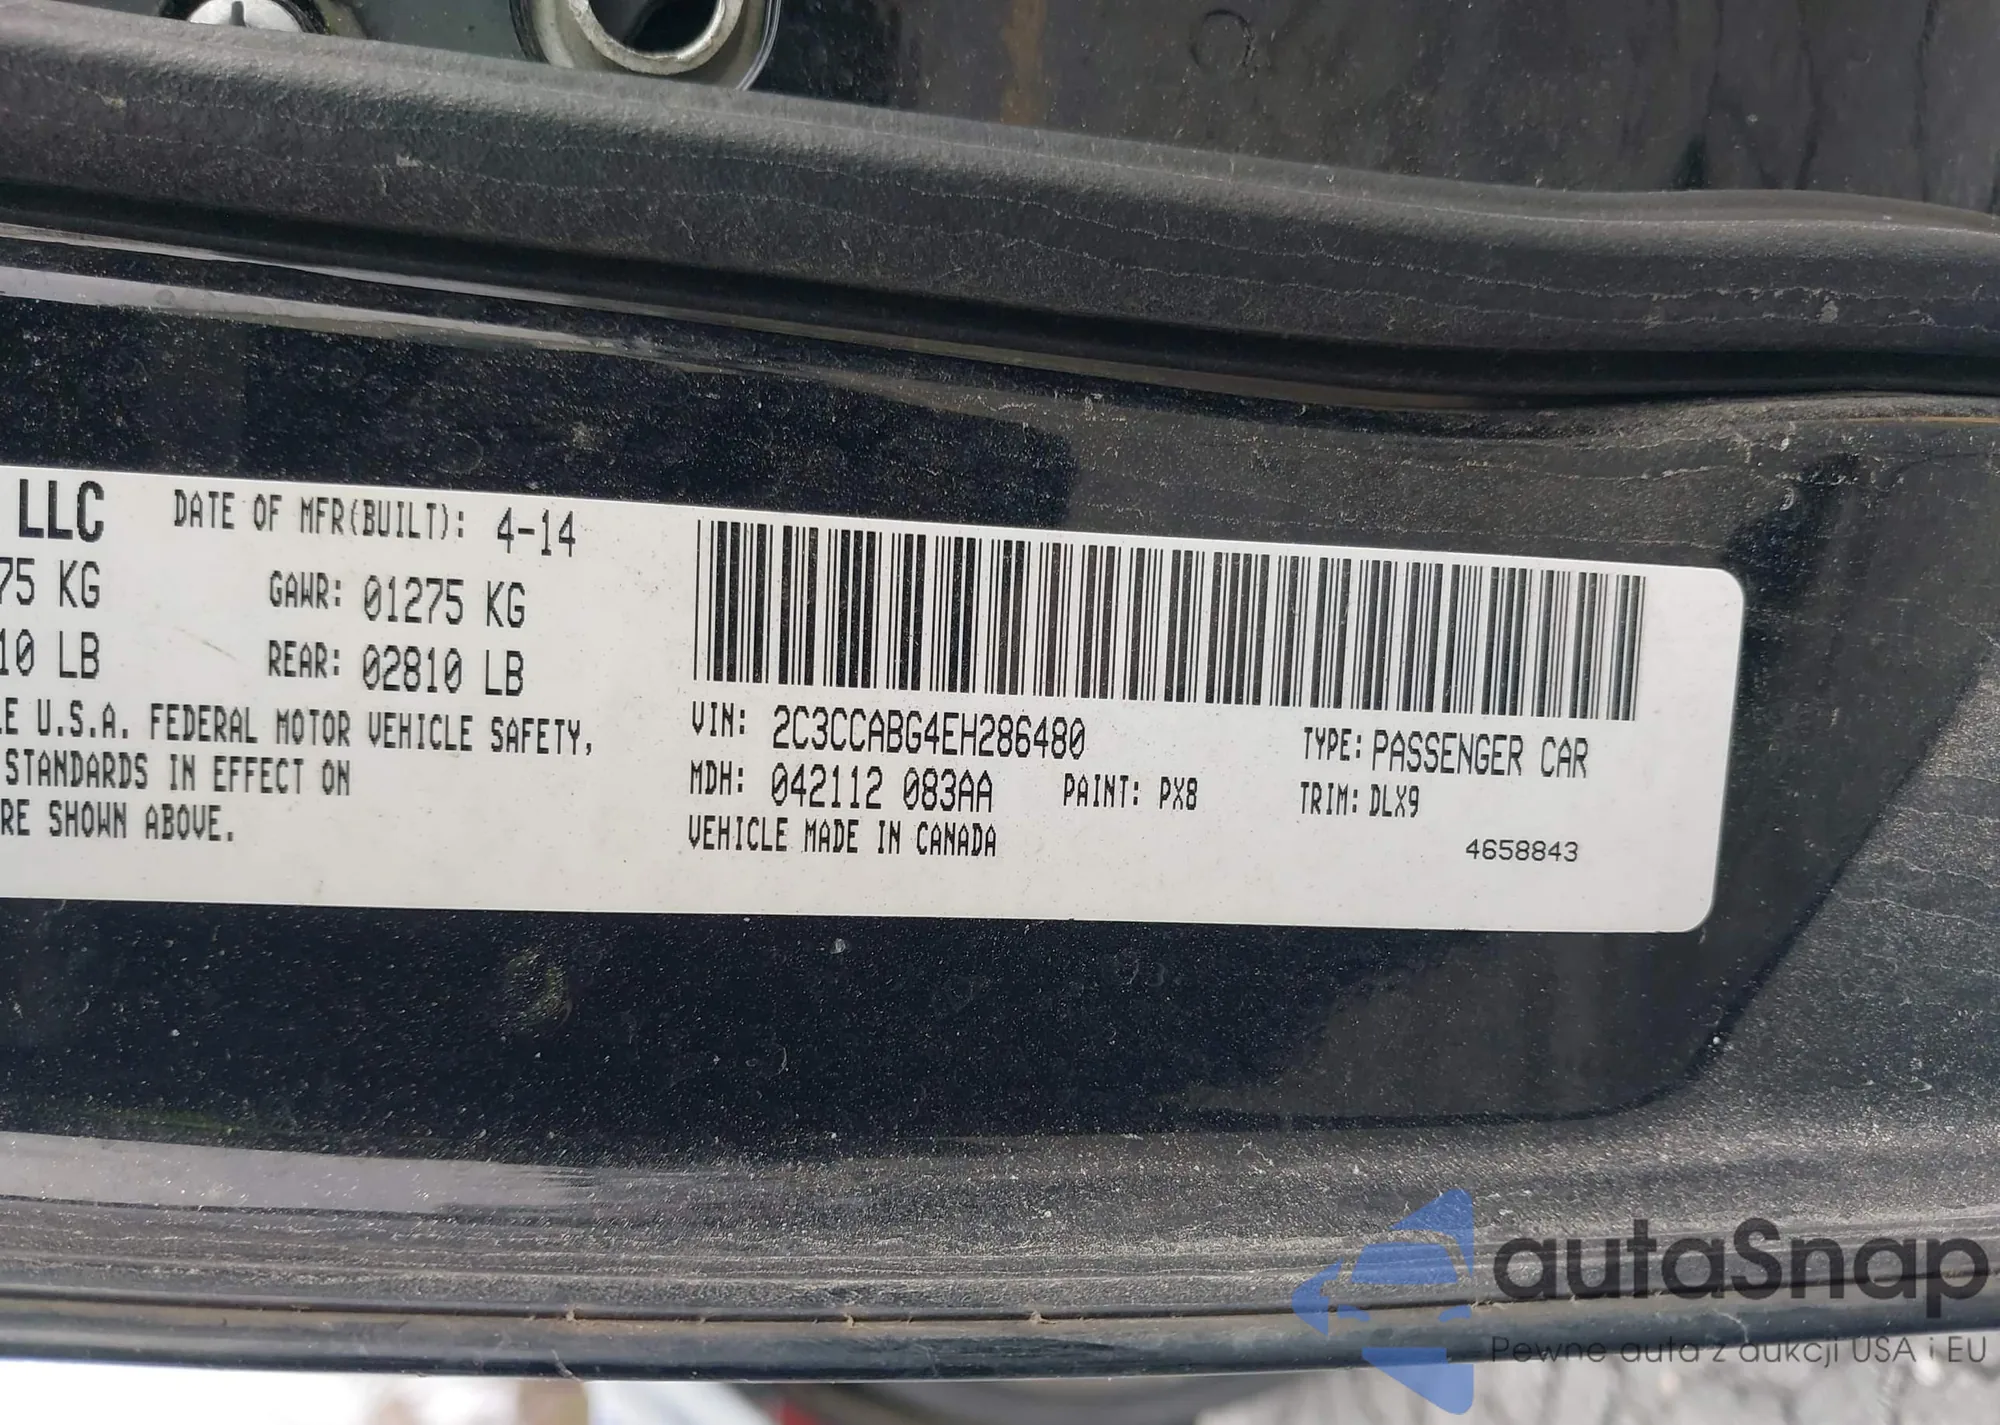 LLC DATE OF MFR(BUILT): 4-14
75 KG GAWR: 01275 KG
10 LB REAR: 02810 LB
LE U.S.A. FEDERAL MOTOR VEHICLE SAFETY,
STANDARDS IN EFFECT ON
RE SHOWN ABOVE.
VIN: 2C3CCABG4EH286480 TYPE: PASSENGER CAR
MDH: 042112 083AA PAINT: PX8 TRIM: DLX9
VEHICLE MADE IN CANADA 4658843
autaSnap
Pewne auta z aukcji USA i EU